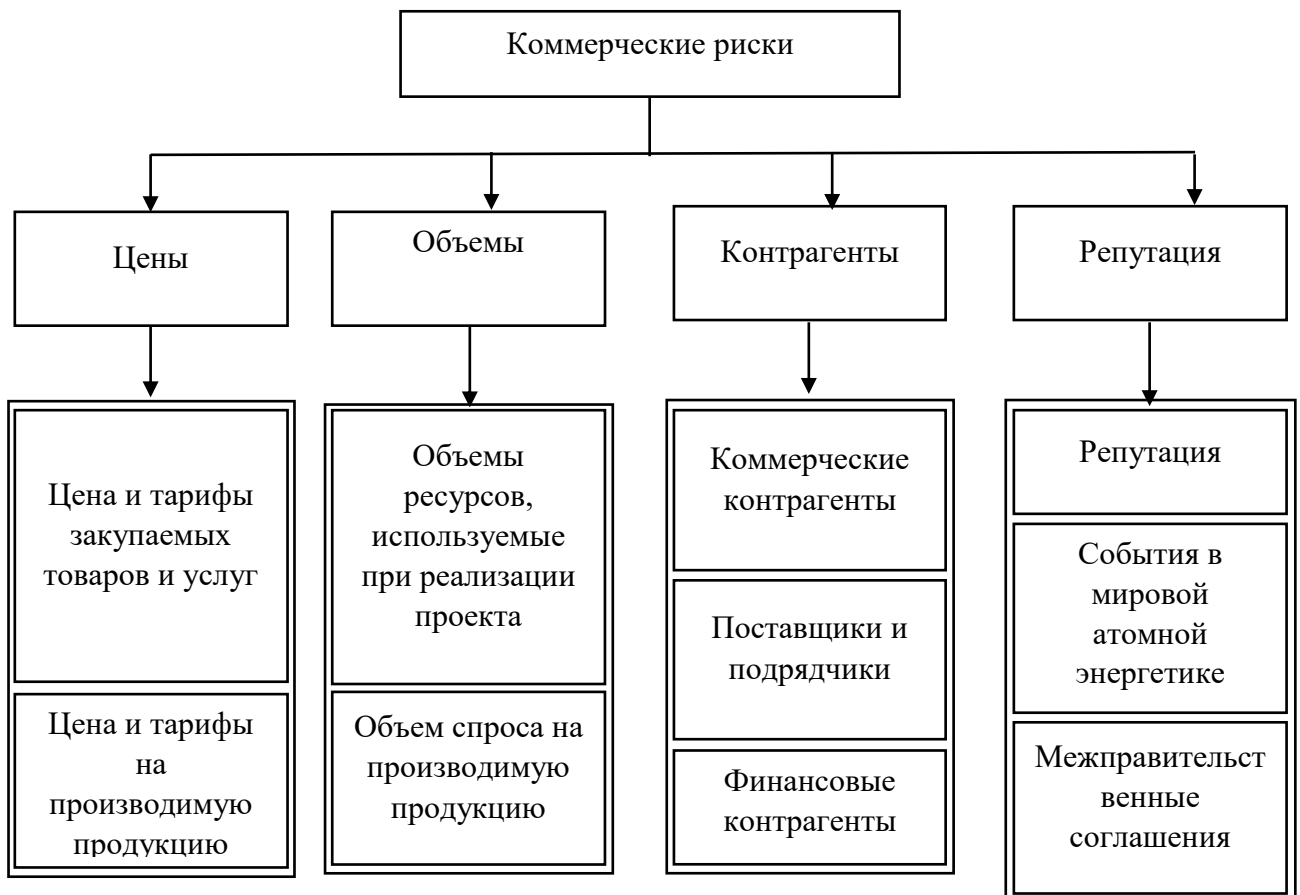 Коммерческие риски
Цены
Объемы
Контрагенты
Репутация
Цена и тарифы
закупаемых
товаров и услуг
Цена и тарифы
на
производимую
продукцию
Объемы
ресурсов,
используемые
при реализации
проекта
Объем спроса на
производимую
продукцию
Коммерческие
контрагенты
Поставщики и
подрядчики
Финансовые
контрагенты
Репутация
События в
мировой
атомной
энергетике
Межправительст
венные
соглашения